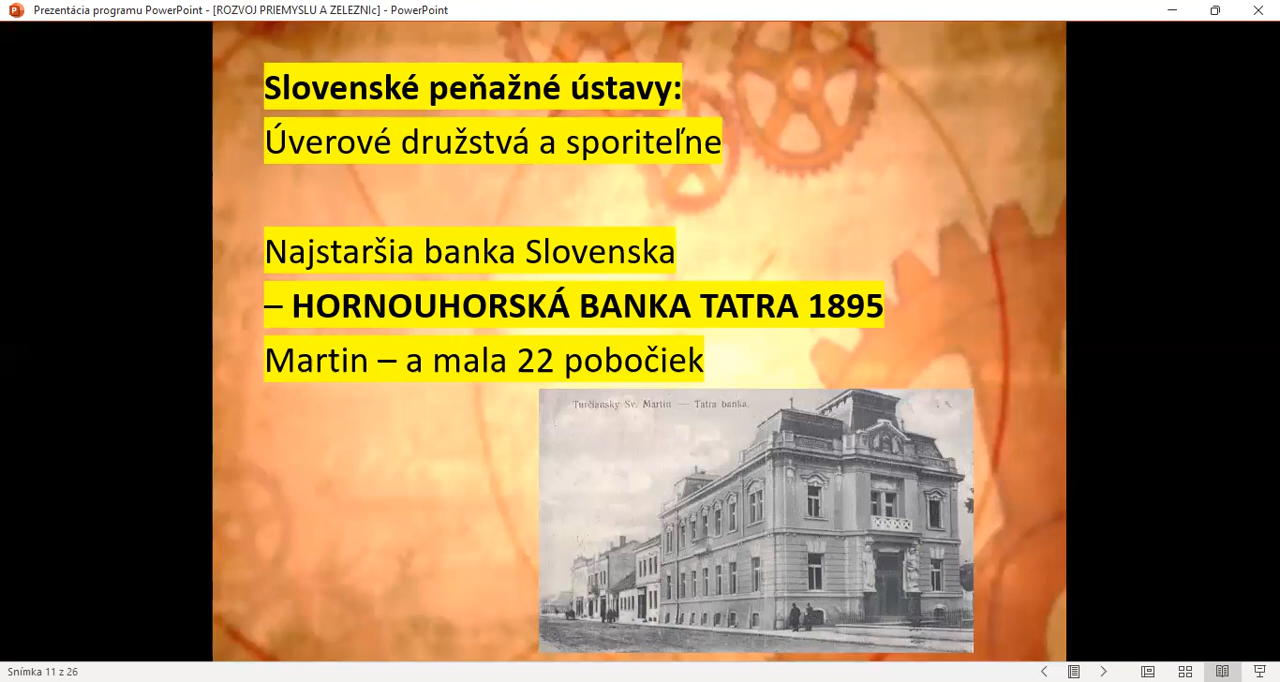 Prezentácia programu PowerPoint - [ROZVOJ PRIEMYSLU A ZELEZNIc] - PowerPoint
Slovenské peňažné ústavy:
Úverové družstvá a sporiteľne
Najstaršia banka Slovenska
– HORNOUHORSKÁ BANKA TATRA 1895
Martin – a mala 22 pobočiek
Turčiansky Sv. Martin — Tatra banka.
Snímka 11 z 26